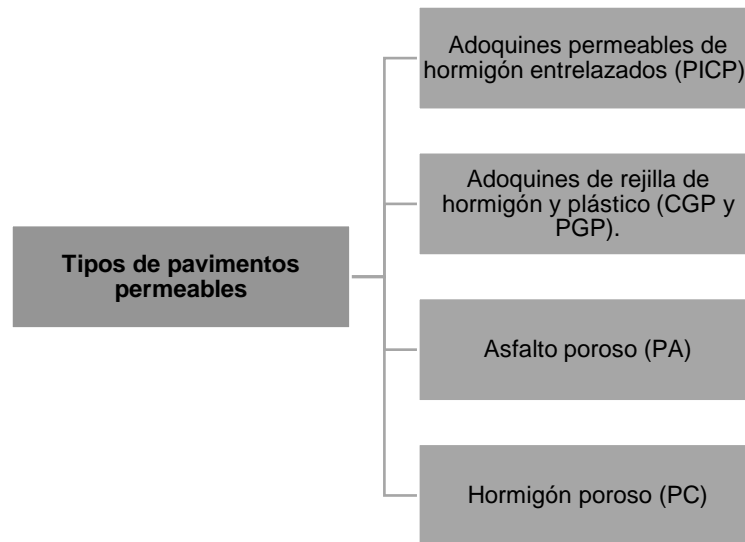 Adoquines permeables de
hormigón entrelazados (PICP)
Adoquines de rejilla de
hormigón y plástico (CGP y
PGP).
Tipos de pavimentos
permeables
Asfalto poroso (PA)
Hormigón poroso (PC)